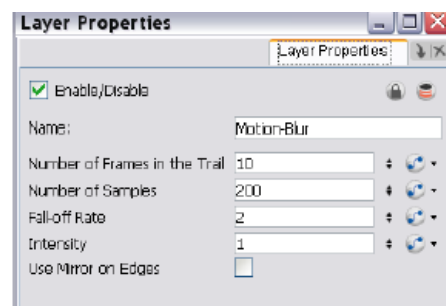 Layer Properties
Layer Properties
Enable/Disable
Name: Motion-Blur
Number of Frames in the Trail 10
Number of Samples 200
Fall-off Rate 2
Intensity 1
Use Mirror on Edges